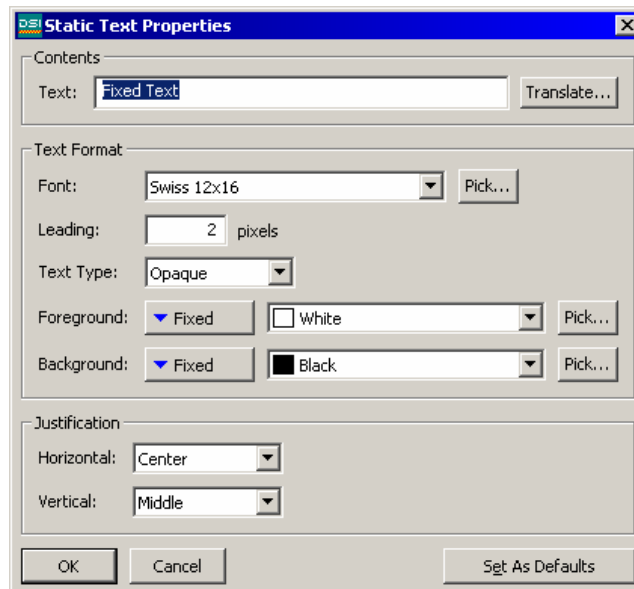 DSI Static Text Properties
Contents
Text: Fixed Text Translate...
Text Format
Font: Swiss 12x16 Pick...
Leading: 2 pixels
Text Type: Opaque
Foreground: Fixed White Pick...
Background: Fixed Black Pick...
Justification
Horizontal: Center
Vertical: Middle
OK Cancel Set As Defaults